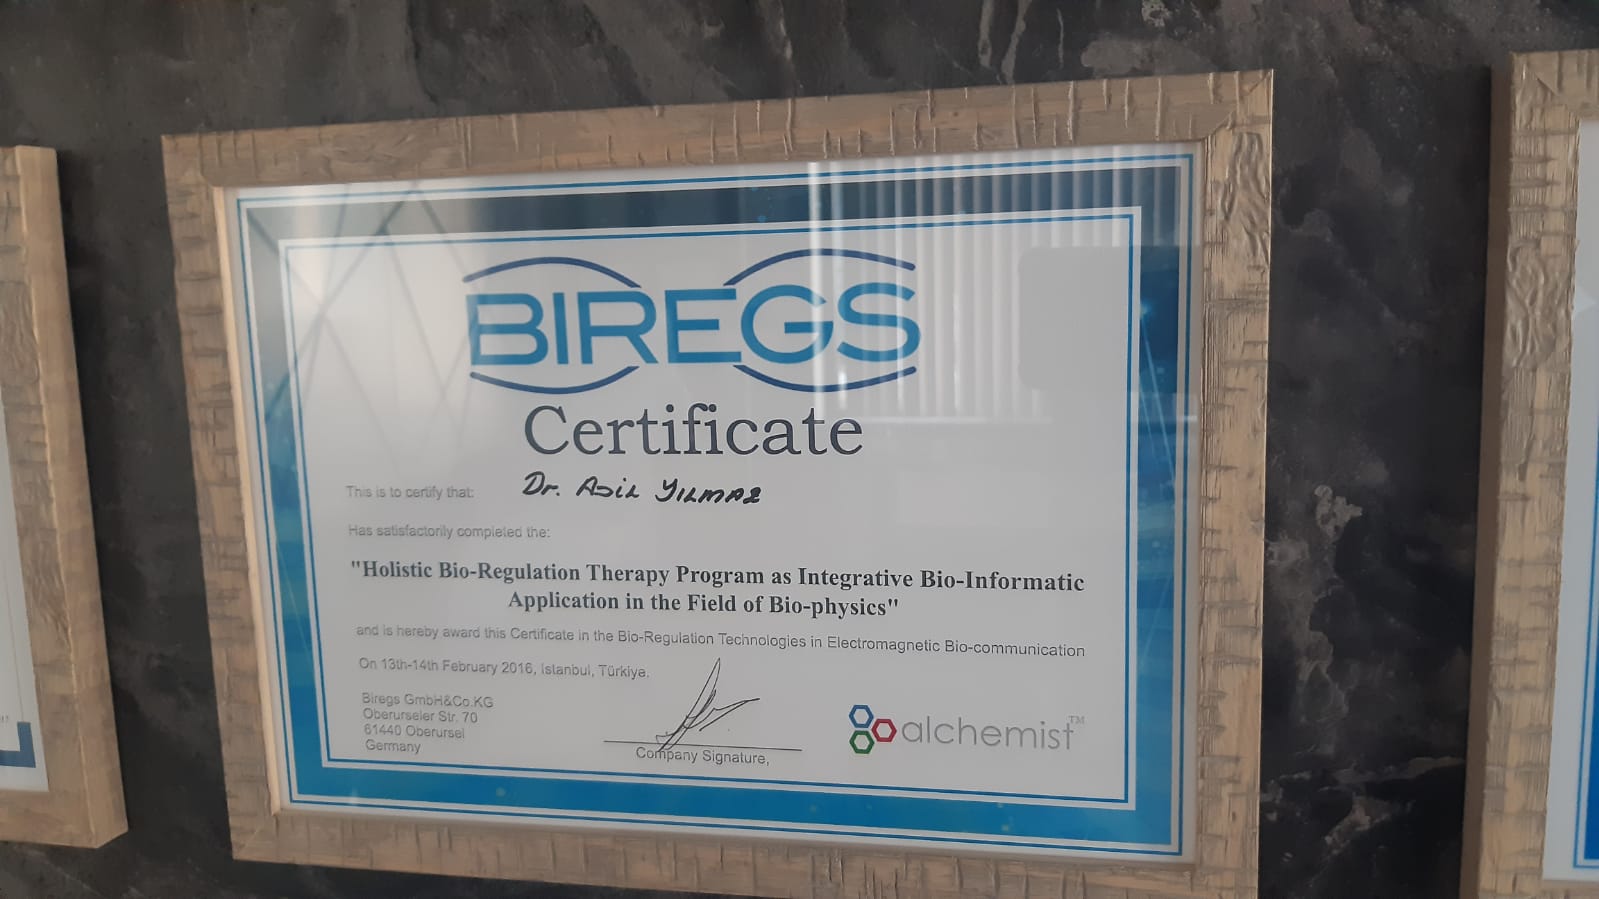 BIREGS
Certificate
This is to certify that: Dr. Asil YILMAZ
Has satisfactorily completed the:
"Holistic Bio-Regulation Therapy Program as Integrative Bio-Informatic
Application in the Field of Bio-physics"
and is hereby award this Certificate in the Bio-Regulation Technologies in Electromagnetic Bio-communication
On 13th-14th February 2016, Istanbul, Türkiye.
Biregs GmbH&Co.KG
Oberurseler Str. 70
61440 Oberursel
Germany
Company Signature,
alchemist™